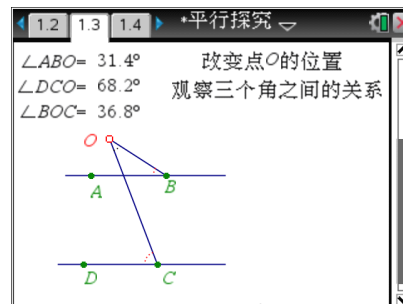 1.2 1.3 1.4 *平行探究
∠ABO= 31.4° 改变点O的位置
∠DCO= 68.2° 观察三个角之间的关系
∠BOC= 36.8°
O
A B
D C